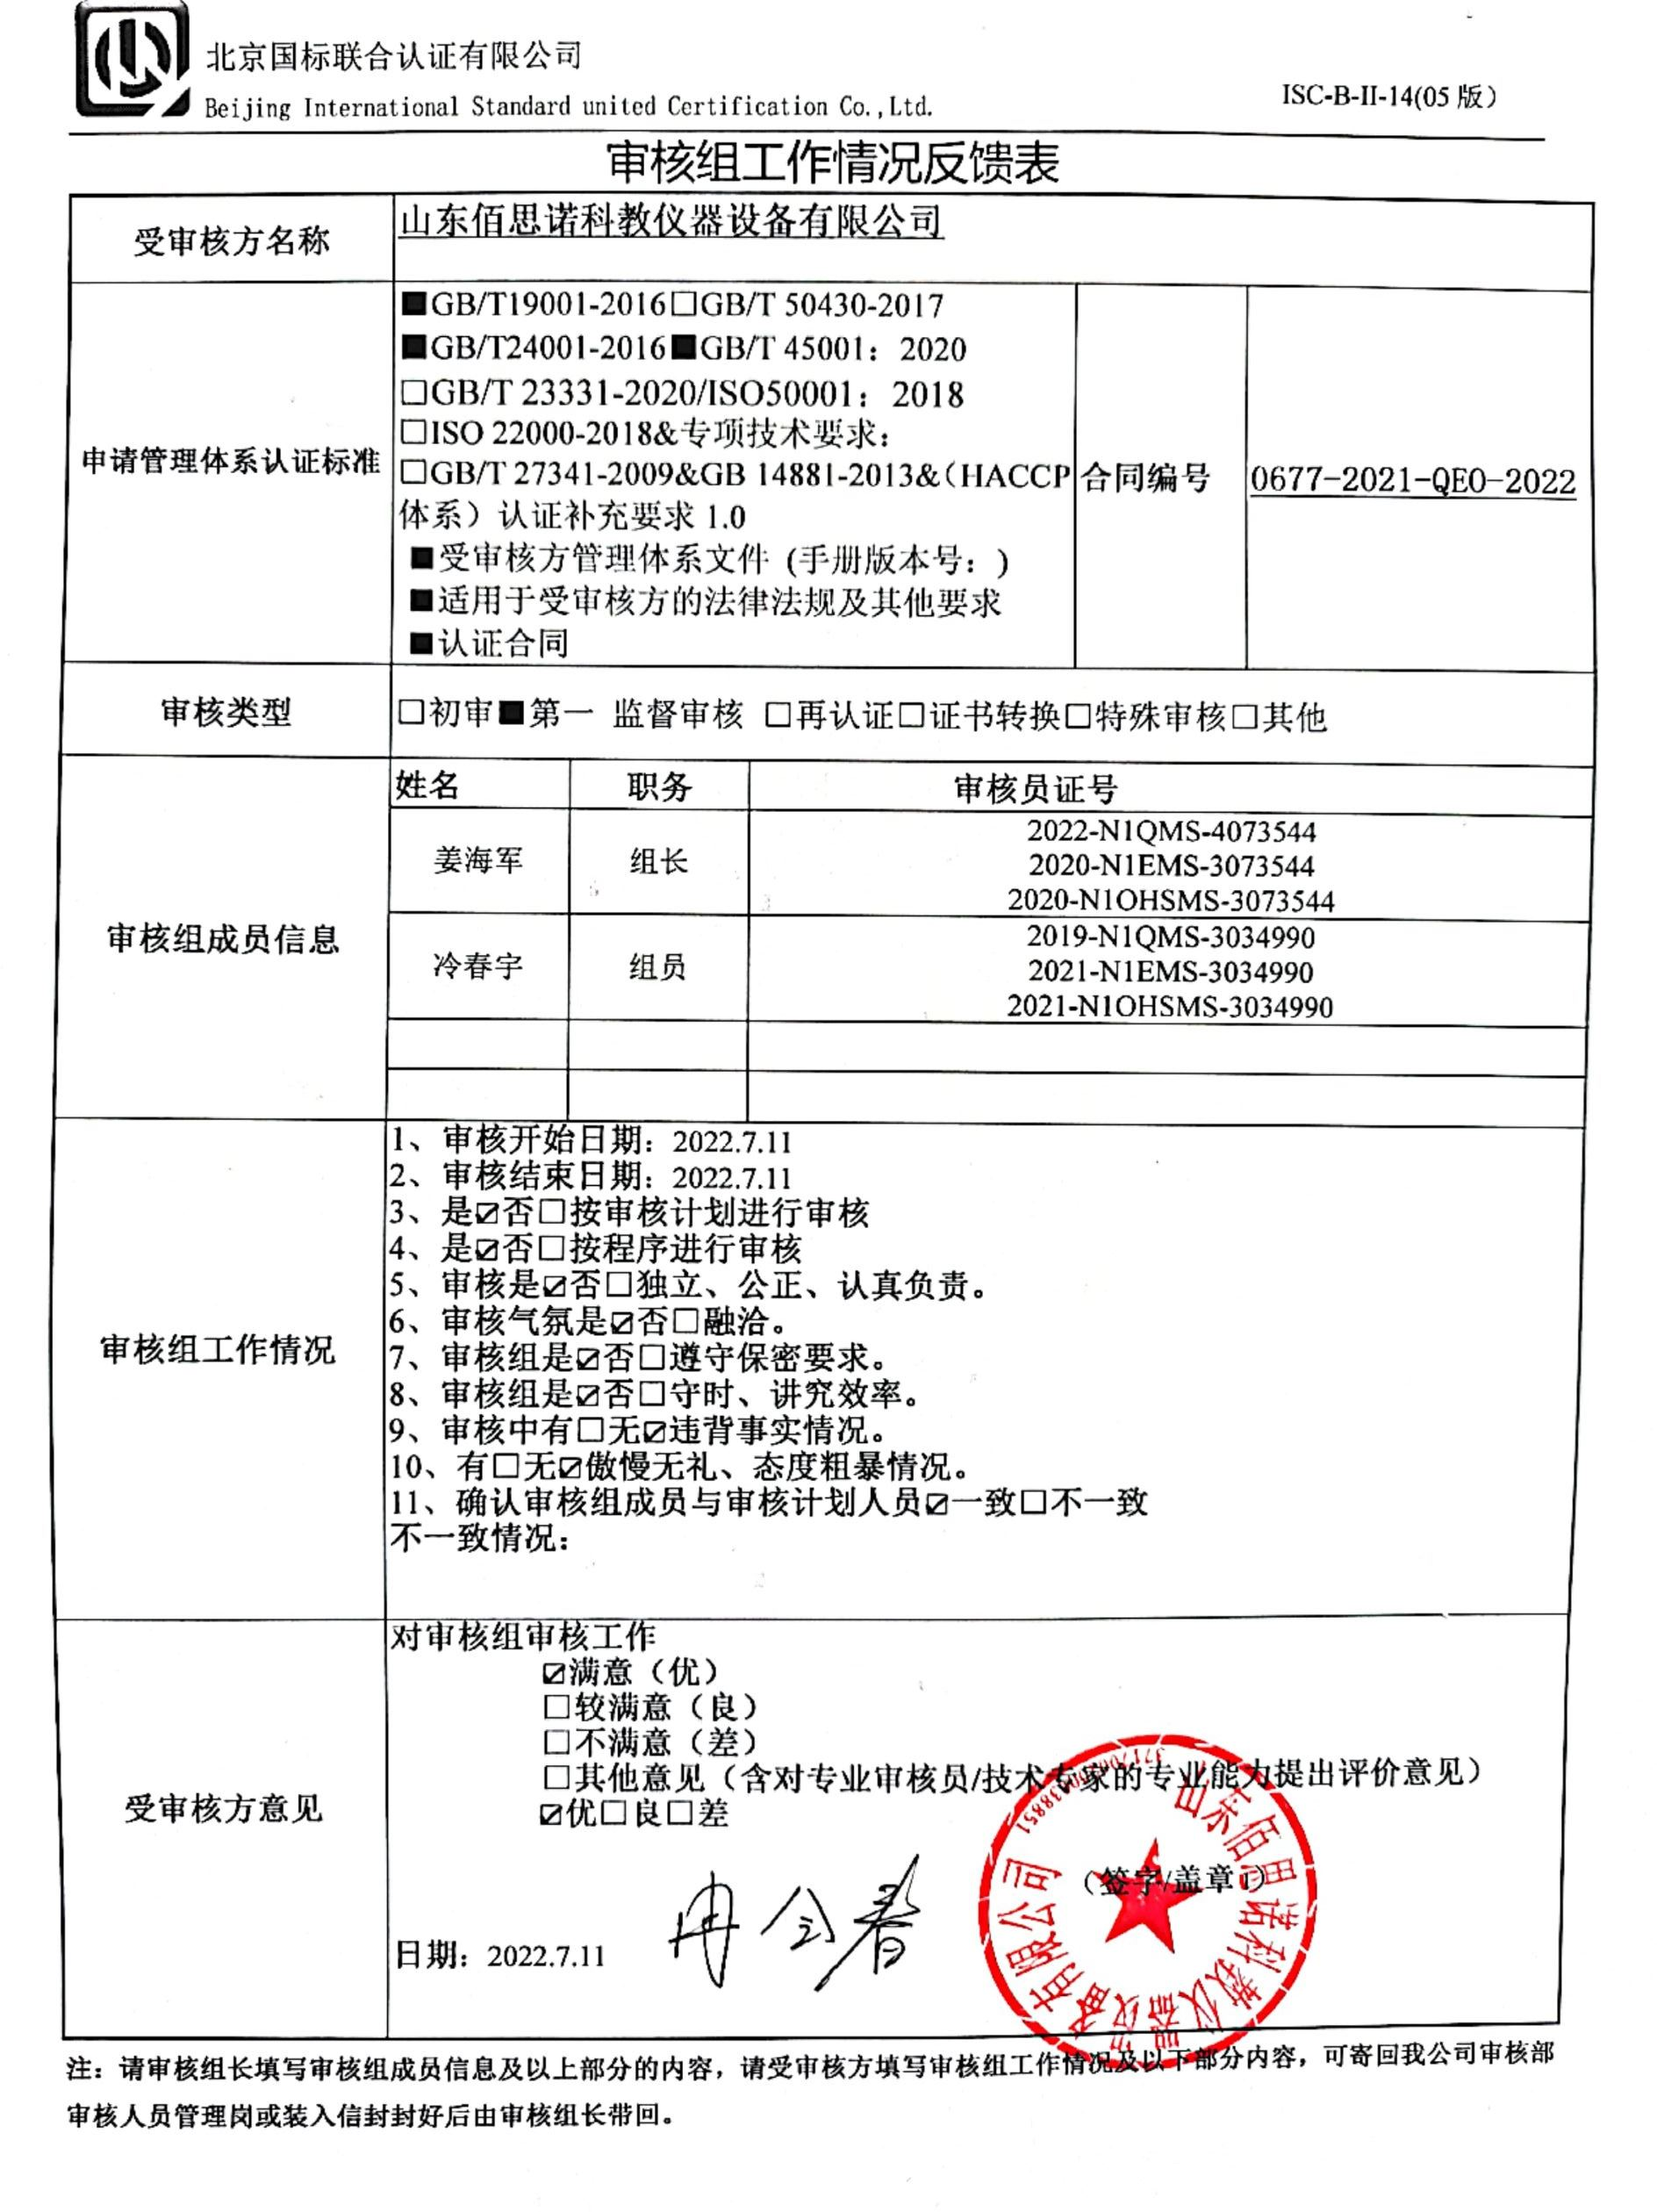 北京国标联合认证有限公司
Beijing International Standard united Certification Co.,Ltd.
ISC-B-II-14(05 版)
审核组工作情况反馈表
受审核方名称
山东佰思诺科教仪器设备有限公司
申请管理体系认证标准
■GB/T19001-2016□GB/T 50430-2017
■GB/T24001-2016■GB/T 45001：2020
□GB/T 23331-2020/ISO50001：2018
□ISO 22000-2018&专项技术要求：
□GB/T 27341-2009&GB 14881-2013&（HACCP
体系）认证补充要求 1.0
■受审核方管理体系文件 (手册版本号：)
■适用于受审核方的法律法规及其他要求
■认证合同
合同编号
0677-2021-QEO-2022
审核类型
□初审■第一 监督审核 □再认证□证书转换□特殊审核□其他
审核组成员信息
姓名 职务 审核员证号
姜海军 组长
2022-N1QMS-4073544
2020-N1EMS-3073544
2020-N1OHSMS-3073544
冷春宇 组员
2019-N1QMS-3034990
2021-N1EMS-3034990
2021-N1OHSMS-3034990
审核组工作情况
1、审核开始日期：2022.7.11
2、审核结束日期：2022.7.11
3、是☑否□按审核计划进行审核
4、是☑否□按程序进行审核
5、审核是☑否□独立、公正、认真负责。
6、审核气氛是☑否□融洽。
7、审核组是☑否□遵守保密要求。
8、审核组是☑否□守时、讲究效率。
9、审核中有□无☑违背事实情况。
10、有□无☑傲慢无礼、态度粗暴情况。
11、确认审核组成员与审核计划人员☑一致□不一致
不一致情况：
受审核方意见
对审核组审核工作
☑满意（优）
□较满意（良）
□不满意（差）
□其他意见（含对专业审核员/技术专家的专业能力提出评价意见）
☑优□良□差
（签字/盖章）
山东佰思诺科教仪器设备有限公司
日期：2022.7.11
注：请审核组长填写审核组成员信息及以上部分的内容，请受审核方填写审核组工作情况及以下部分内容，可寄回我公司审核部
审核人员管理岗或装入信封封好后由审核组长带回。